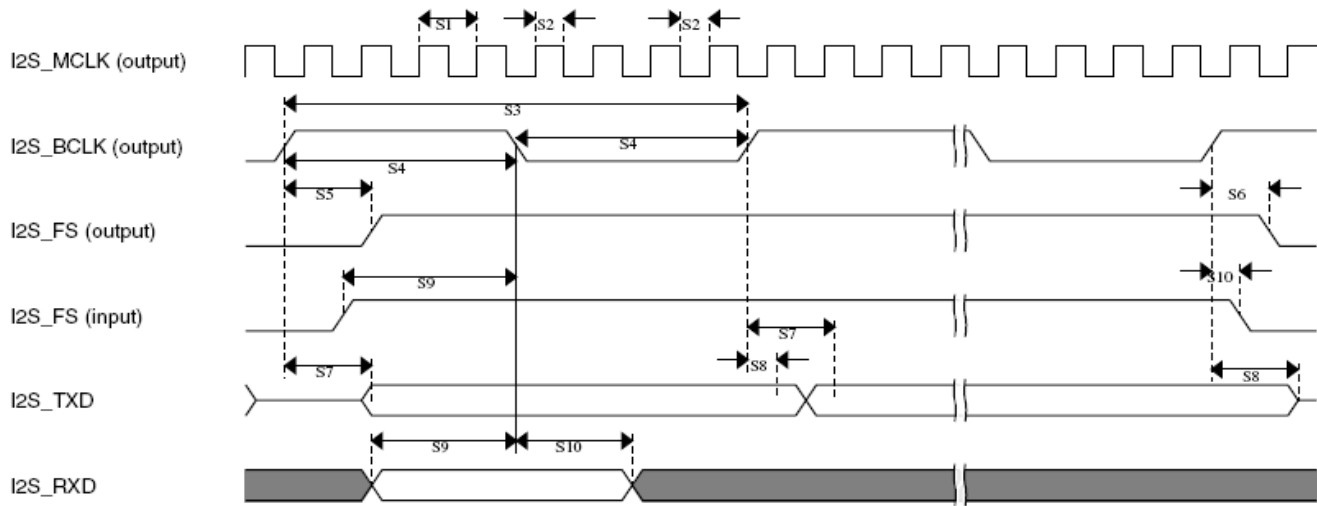 S1 S2 S2
I2S_MCLK (output)
S3
I2S_BCLK (output)
S4
S4
S5 S6
I2S_FS (output)
S9 S10
I2S_FS (input)
S7
S8
S7 S8
I2S_TXD
S9 S10
I2S_RXD